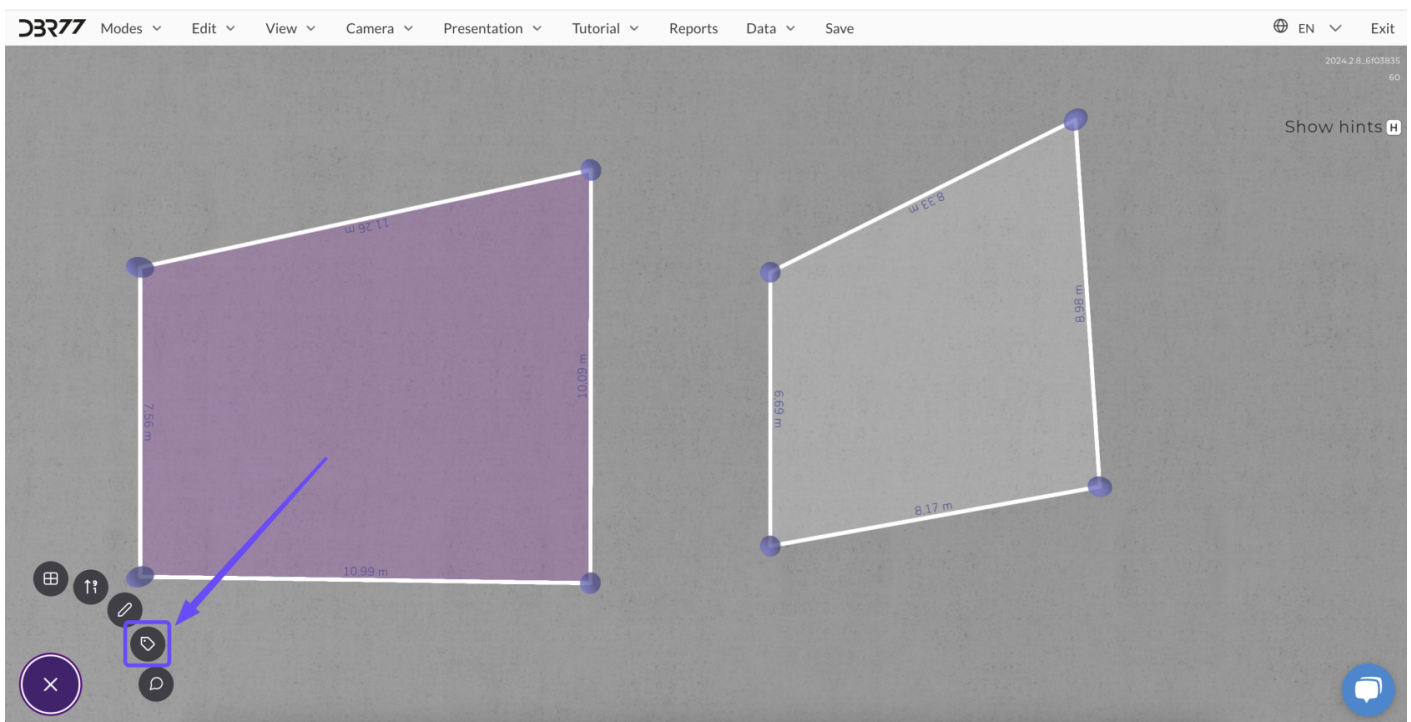 DBR77 Modes Edit View Camera Presentation Tutorial Reports Data Save EN Exit
2024.2.8_6f03835
60
Show hints H
11.26 m
7.56 m
10.09 m
10.99 m
8.33 m
8.98 m
6.69 m
8.17 m